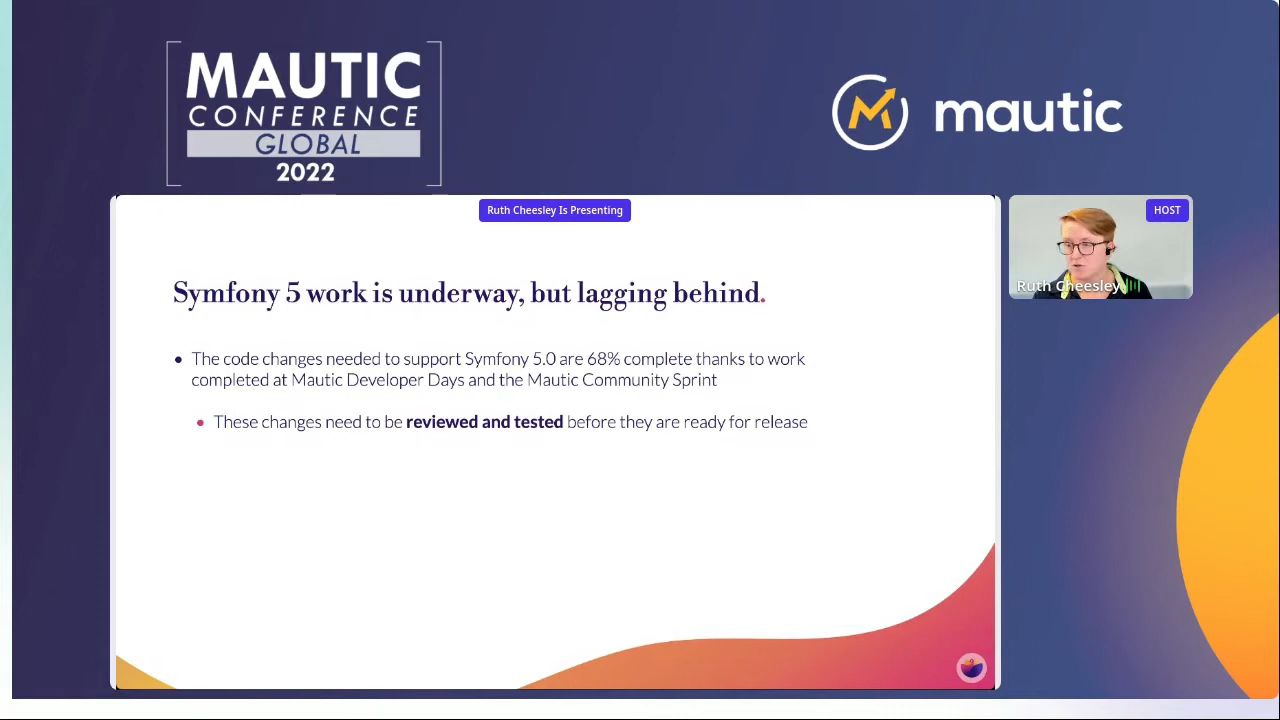 MAUTIC
CONFERENCE
GLOBAL
2022
mautic
Ruth Cheesley Is Presenting
HOST
Ruth Cheesley
Symfony 5 work is underway, but lagging behind.
• The code changes needed to support Symfony 5.0 are 68% complete thanks to work
completed at Mautic Developer Days and the Mautic Community Sprint
• These changes need to be reviewed and tested before they are ready for release